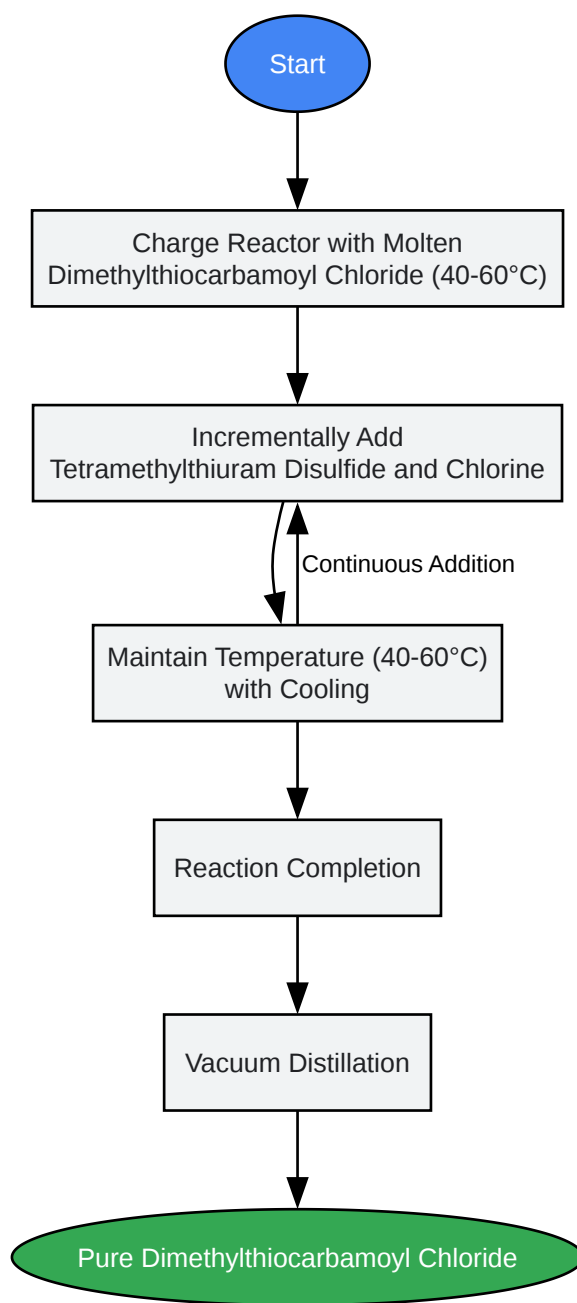 Start
Charge Reactor with Molten
Dimethylthiocarbamoyl Chloride (40-60°C)
Incrementally Add
Tetramethylthiuram Disulfide and Chlorine
Continuous Addition
Maintain Temperature (40-60°C)
with Cooling
Reaction Completion
Vacuum Distillation
Pure Dimethylthiocarbamoyl Chloride